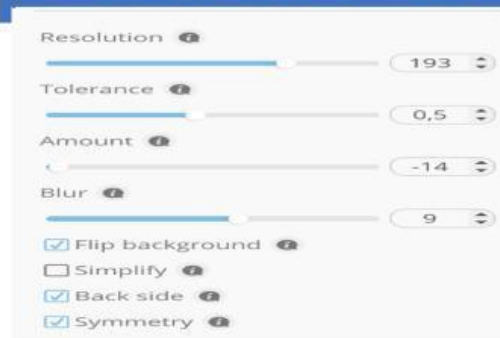 Resolution
193
Tolerance
0,5
Amount
-14
Blur
9
Flip background
Simplify
Back side
Symmetry